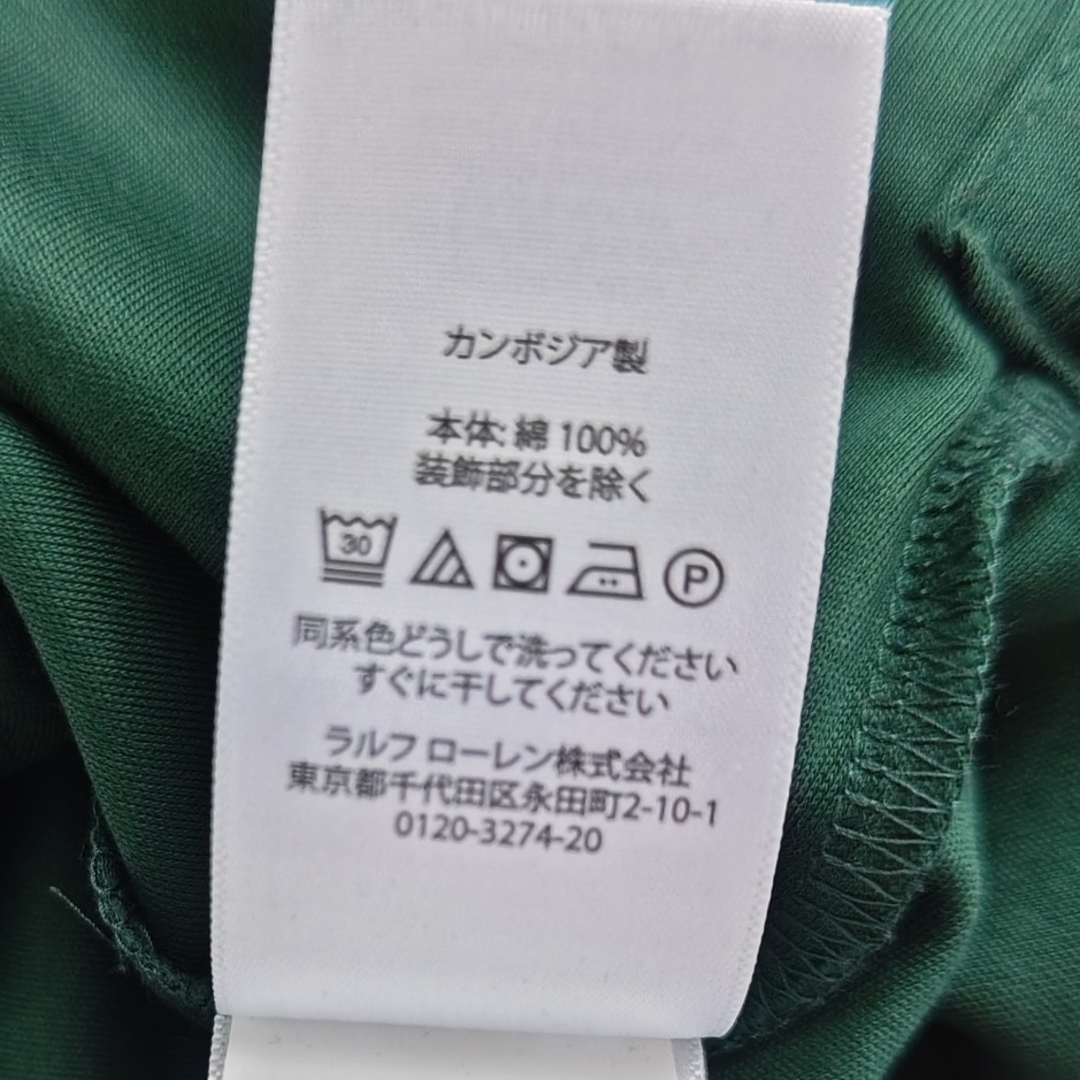 カンボジア製
本体: 綿 100%
装飾部分を除く
30
P
同系色どうしで洗ってください
すぐに干してください
ラルフ ローレン株式会社
東京都千代田区永田町2-10-1
0120-3274-20